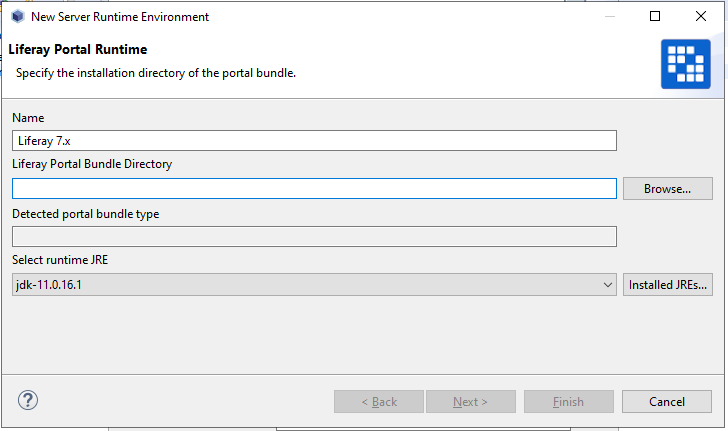 New Server Runtime Environment
Liferay Portal Runtime
Specify the installation directory of the portal bundle.
Name
Liferay 7.x
Liferay Portal Bundle Directory
Browse...
Detected portal bundle type
Select runtime JRE
jdk-11.0.16.1
Installed JREs...
?
< Back
Next >
Finish
Cancel